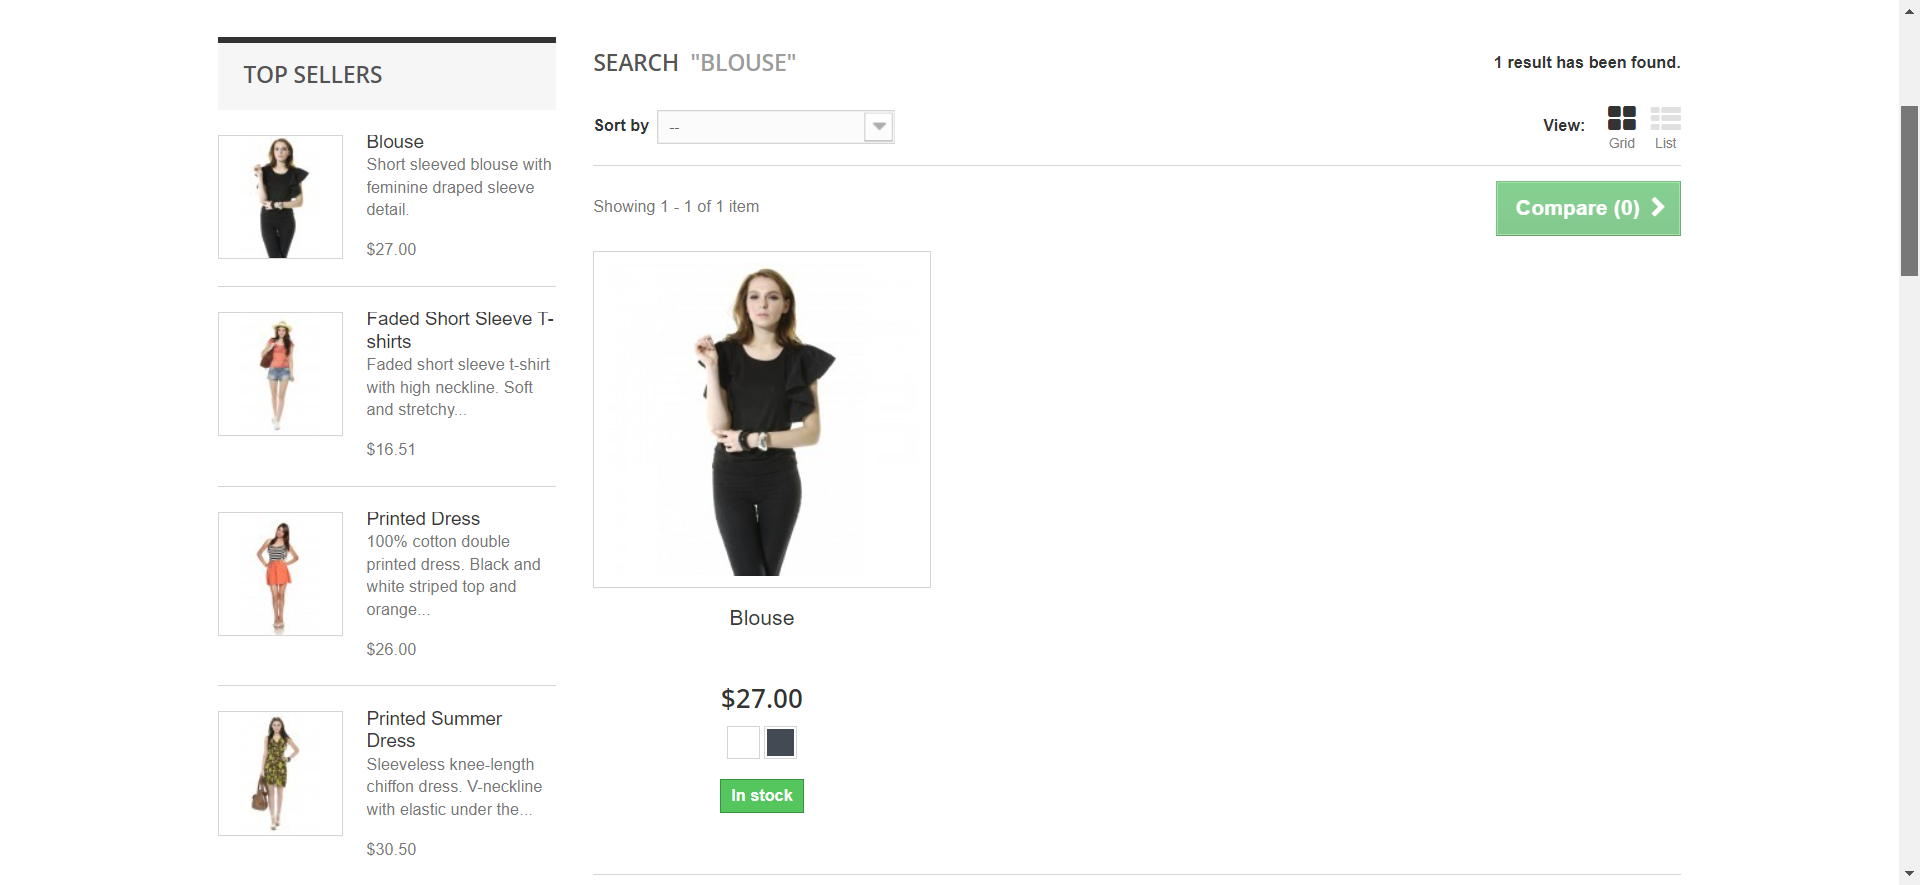 TOP SELLERS
Blouse
Short sleeved blouse with
feminine draped sleeve
detail.
$27.00
Faded Short Sleeve T-
shirts
Faded short sleeve t-shirt
with high neckline. Soft
and stretchy...
$16.51
Printed Dress
100% cotton double
printed dress. Black and
white striped top and
orange...
$26.00
Printed Summer
Dress
Sleeveless knee-length
chiffon dress. V-neckline
with elastic under the...
$30.50
SEARCH "BLOUSE"
1 result has been found.
Sort by --
View:
Grid List
Showing 1 - 1 of 1 item
Compare (0)
Blouse
$27.00
In stock